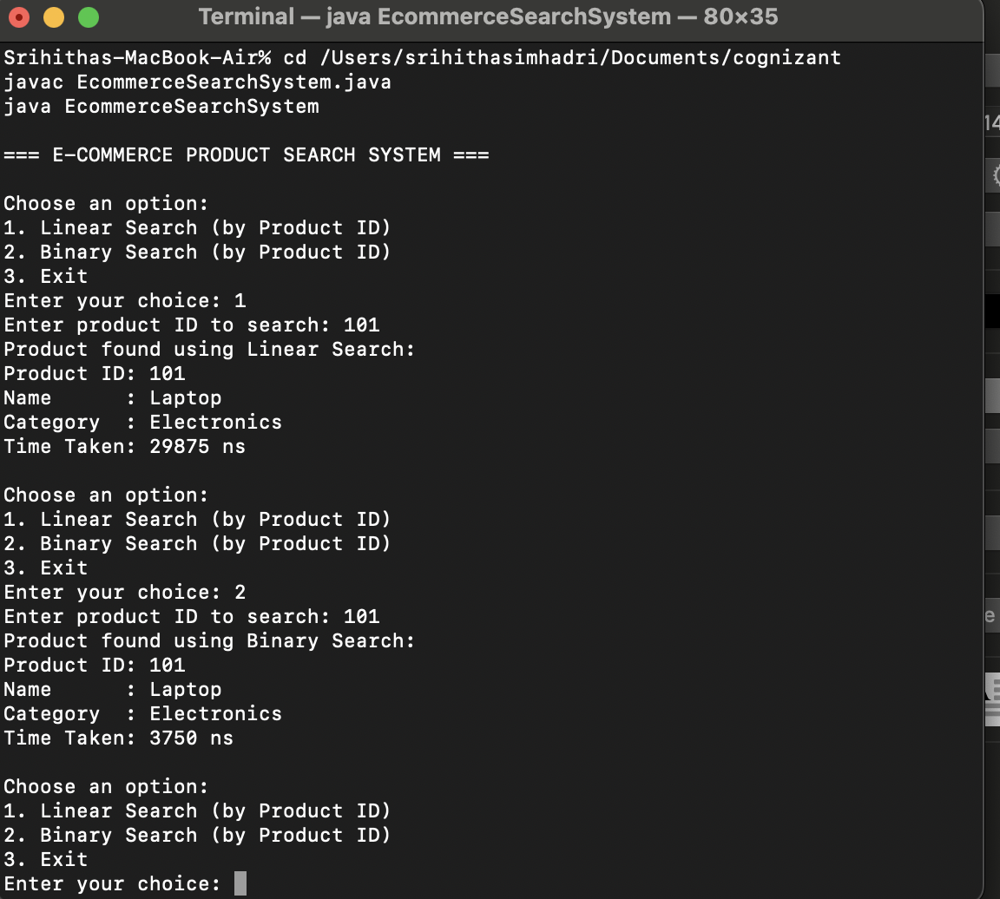 Terminal — java EcommerceSearchSystem — 80×35
Srihithas-MacBook-Air% cd /Users/srihithasimhadri/Documents/cognizant
javac EcommerceSearchSystem.java
java EcommerceSearchSystem
=== E-COMMERCE PRODUCT SEARCH SYSTEM ===
Choose an option:
1. Linear Search (by Product ID)
2. Binary Search (by Product ID)
3. Exit
Enter your choice: 1
Enter product ID to search: 101
Product found using Linear Search:
Product ID: 101
Name      : Laptop
Category  : Electronics
Time Taken: 29875 ns
Choose an option:
1. Linear Search (by Product ID)
2. Binary Search (by Product ID)
3. Exit
Enter your choice: 2
Enter product ID to search: 101
Product found using Binary Search:
Product ID: 101
Name      : Laptop
Category  : Electronics
Time Taken: 3750 ns
Choose an option:
1. Linear Search (by Product ID)
2. Binary Search (by Product ID)
3. Exit
Enter your choice: